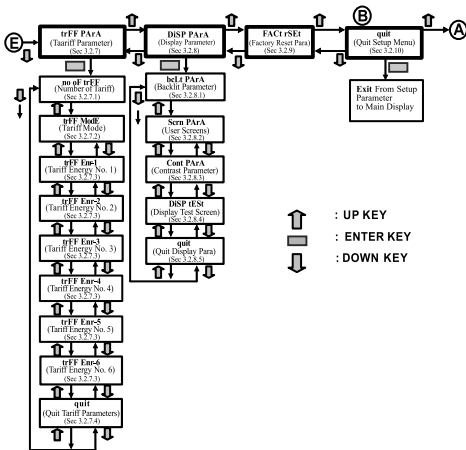 B
E
trFF PArA
(Taariff Parameter)
(Sec 3.2.7)
DiSP PArA
(Display Parameter)
(Sec 3.2.8)
FACt rSEt
(Factory Reset Para)
(Sec 3.2.9)
quit
(Quit Setup Menu)
(Sec 3.2.10)
A
no oF trFF
(Number of Tariff)
(Sec 3.2.7.1)
trFF ModE
(Tariff Mode)
(Sec 3.2.7.2)
trFF Enr-1
(Tariff Energy No. 1)
(Sec 3.2.7.3)
trFF Enr-2
(Tariff Energy No. 2)
(Sec 3.2.7.3)
trFF Enr-3
(Tariff Energy No. 3)
(Sec 3.2.7.3)
trFF Enr-4
(Tariff Energy No. 4)
(Sec 3.2.7.3)
trFF Enr-5
(Tariff Energy No. 5)
(Sec 3.2.7.3)
trFF Enr-6
(Tariff Energy No. 6)
(Sec 3.2.7.3)
quit
(Quit Tariff Parameters)
(Sec 3.2.7.4)
bcLt PArA
(Backlit Parameter)
(Sec 3.2.8.1)
Scrn PArA
(User Screens)
(Sec 3.2.8.2)
Cont PArA
(Contrast Parameter)
(Sec 3.2.8.3)
DiSP tESt
(Display Test Screen)
(Sec 3.2.8.4)
quit
(Quit Display Para)
(Sec 3.2.8.5)
Exit From Setup
Parameter
to Main Display
: UP KEY
: ENTER KEY
: DOWN KEY